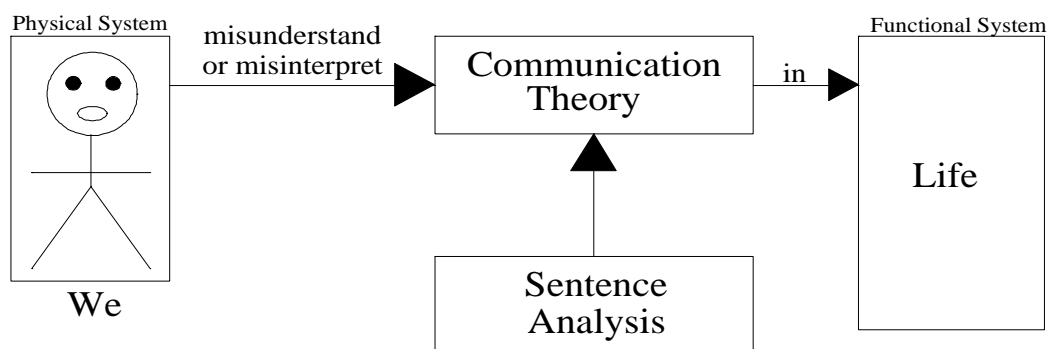 Physical System
We
misunderstand
or misinterpret
Communication
Theory
in
Functional System
Life
Sentence
Analysis